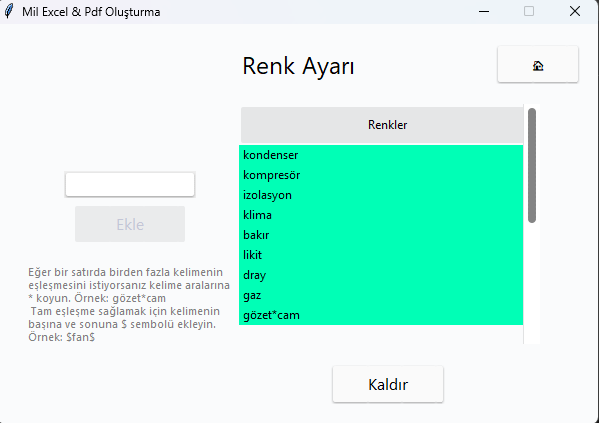 Mil Excel & Pdf Oluşturma
Renk Ayarı
Renkler
kondenser
kompresör
izolasyon
klima
bakır
likit
dray
gaz
gözet*cam
Ekle
Eğer bir satırda birden fazla kelimenin
eşleşmesini istiyorsanız kelime aralarına
* koyun. Örnek: gözet*cam
Tam eşleşme sağlamak için kelimenin
başına ve sonuna $ sembolü ekleyin.
Örnek: $fan$
Kaldır